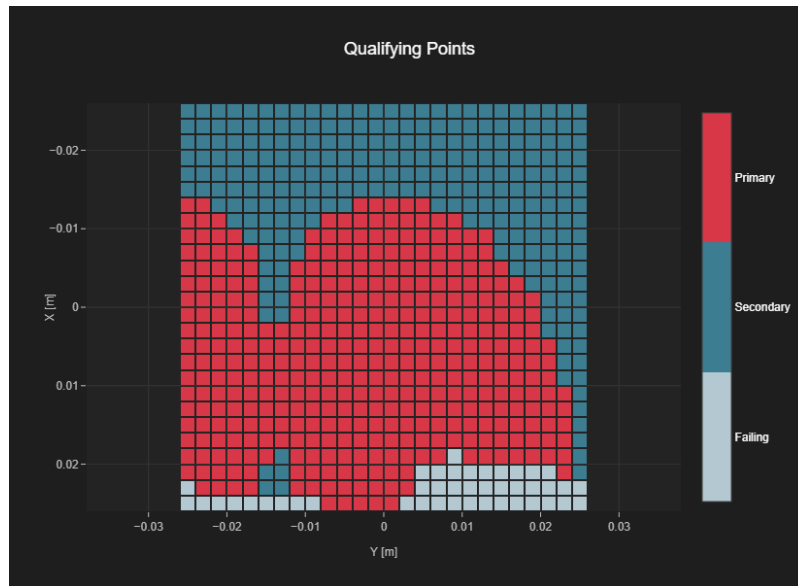 Qualifying Points
−0.02
−0.01
0
0.01
0.02
X [m]
−0.03
−0.02
−0.01
0
0.01
0.02
0.03
Y [m]
Primary
Secondary
Failing